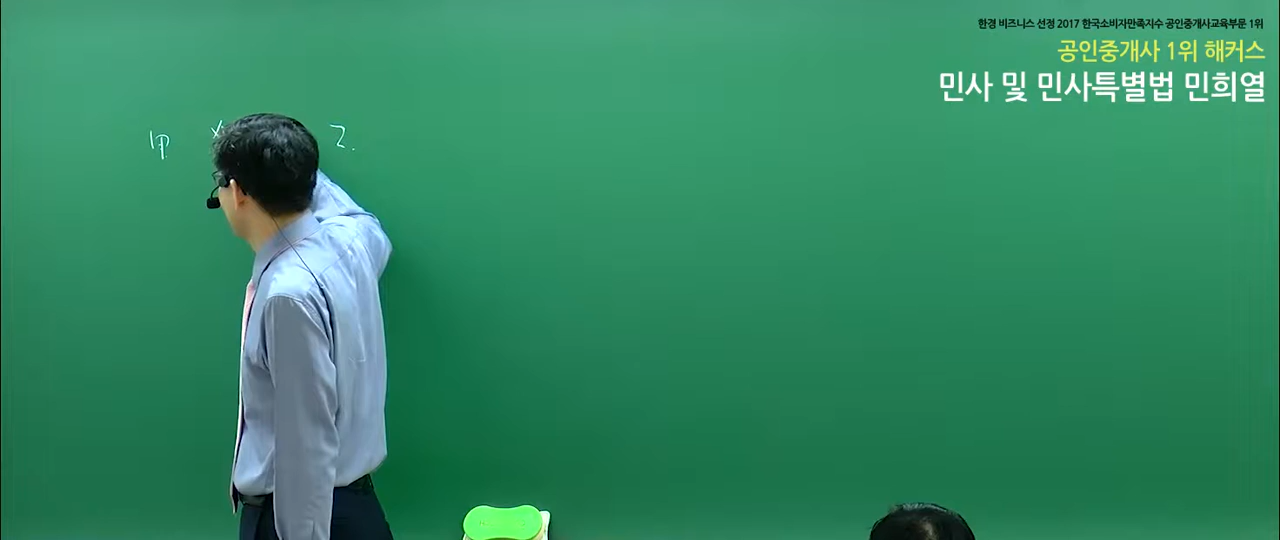 한경 비즈니스 선정 2017 한국소비자만족지수 공인중개사교육부문 1위
공인중개사 1위 해커스
민사 및 민사특별법 민희열
甲 X 乙.